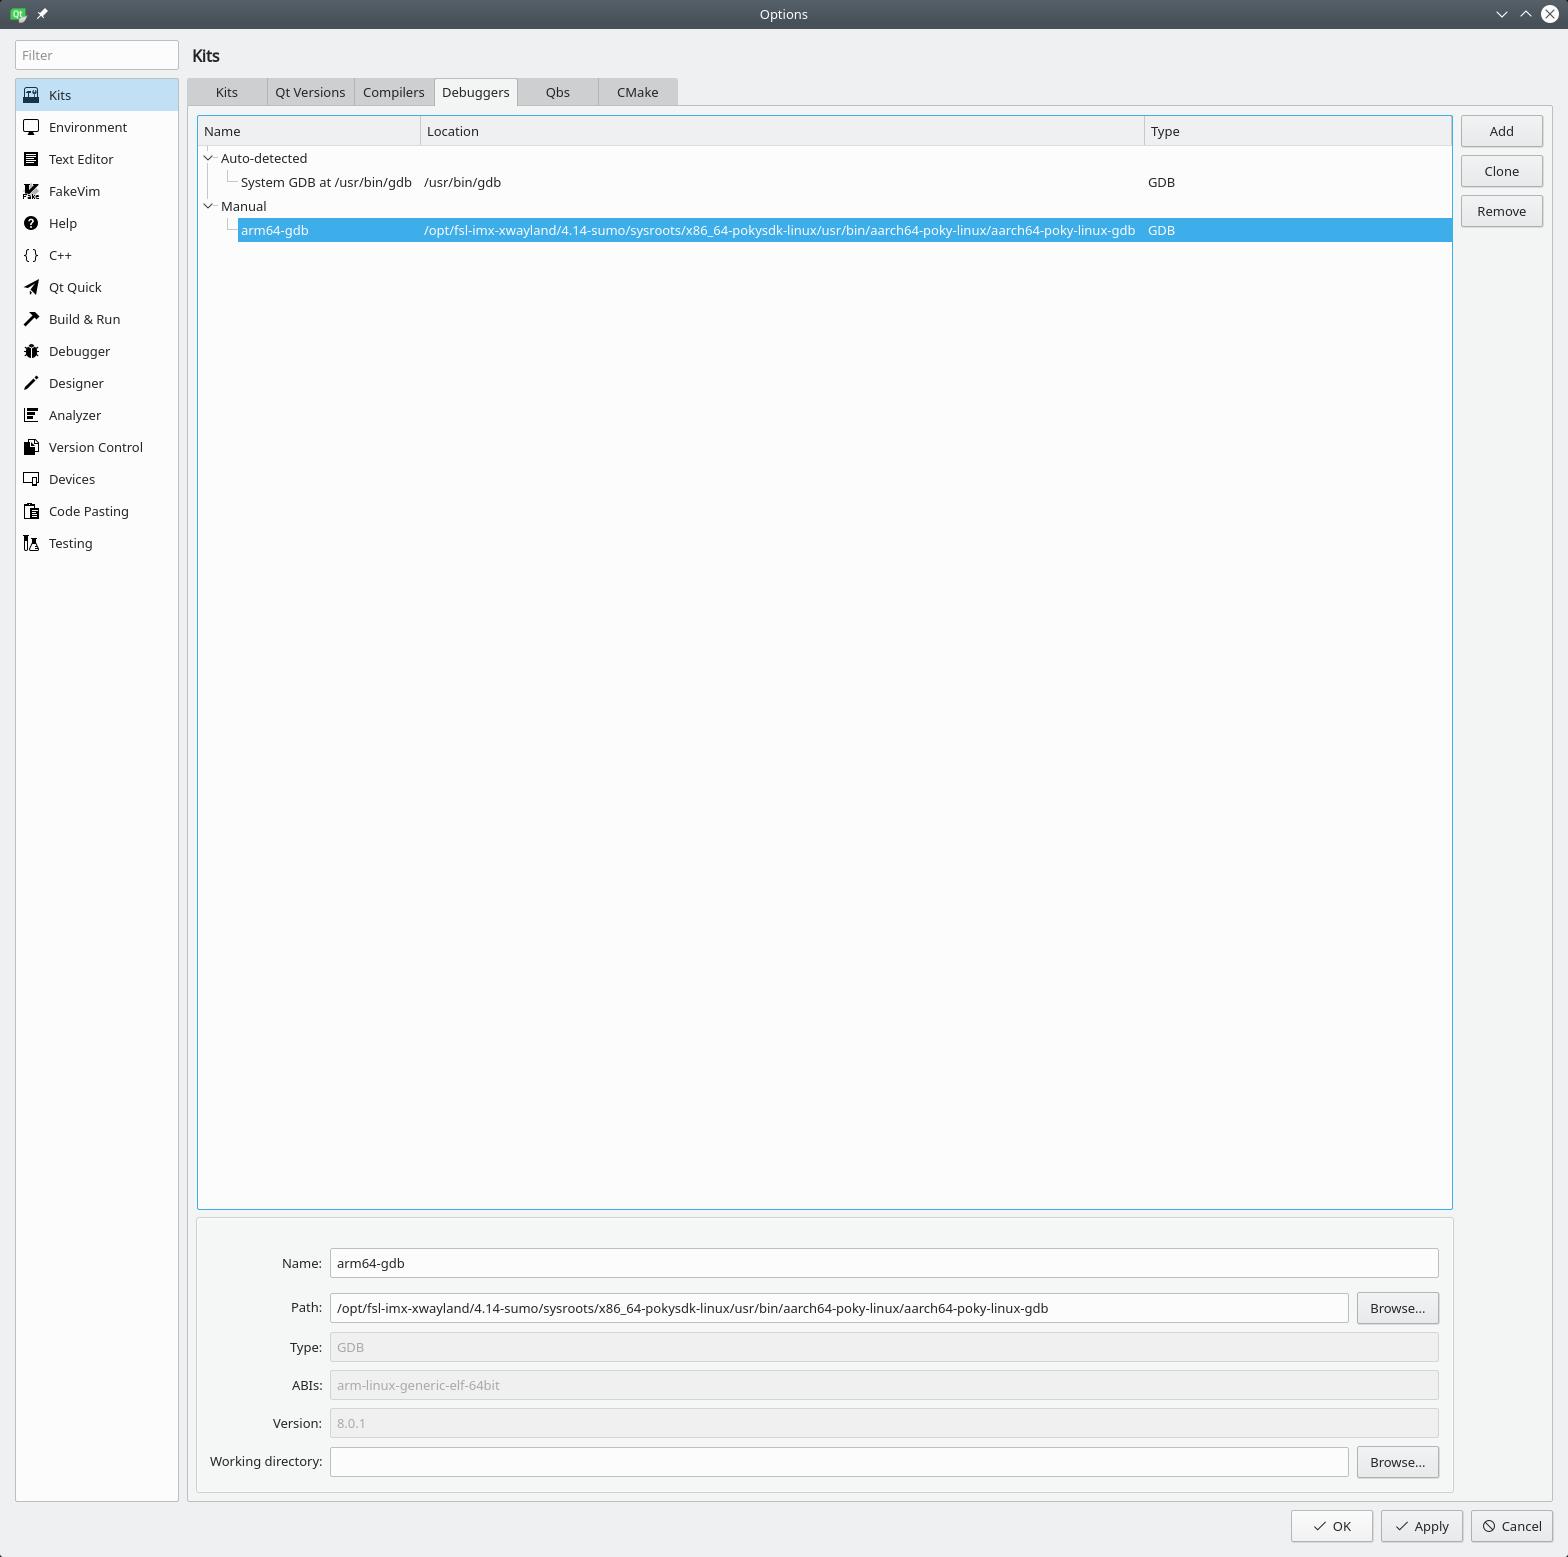 Qt
Options
Filter
Kits
Environment
Text Editor
FakeVim
Help
C++
Qt Quick
Build & Run
Debugger
Designer
Analyzer
Version Control
Devices
Code Pasting
Testing
Kits
Kits Qt Versions Compilers Debuggers Qbs CMake
Name Location Type
Auto-detected
System GDB at /usr/bin/gdb /usr/bin/gdb GDB
Manual
arm64-gdb /opt/fsl-imx-xwayland/4.14-sumo/sysroots/x86_64-pokysdk-linux/usr/bin/aarch64-poky-linux/aarch64-poky-linux-gdb GDB
Add
Clone
Remove
Name: arm64-gdb
Path: /opt/fsl-imx-xwayland/4.14-sumo/sysroots/x86_64-pokysdk-linux/usr/bin/aarch64-poky-linux/aarch64-poky-linux-gdb Browse...
Type: GDB
ABIs: arm-linux-generic-elf-64bit
Version: 8.0.1
Working directory: Browse...
OK Apply Cancel